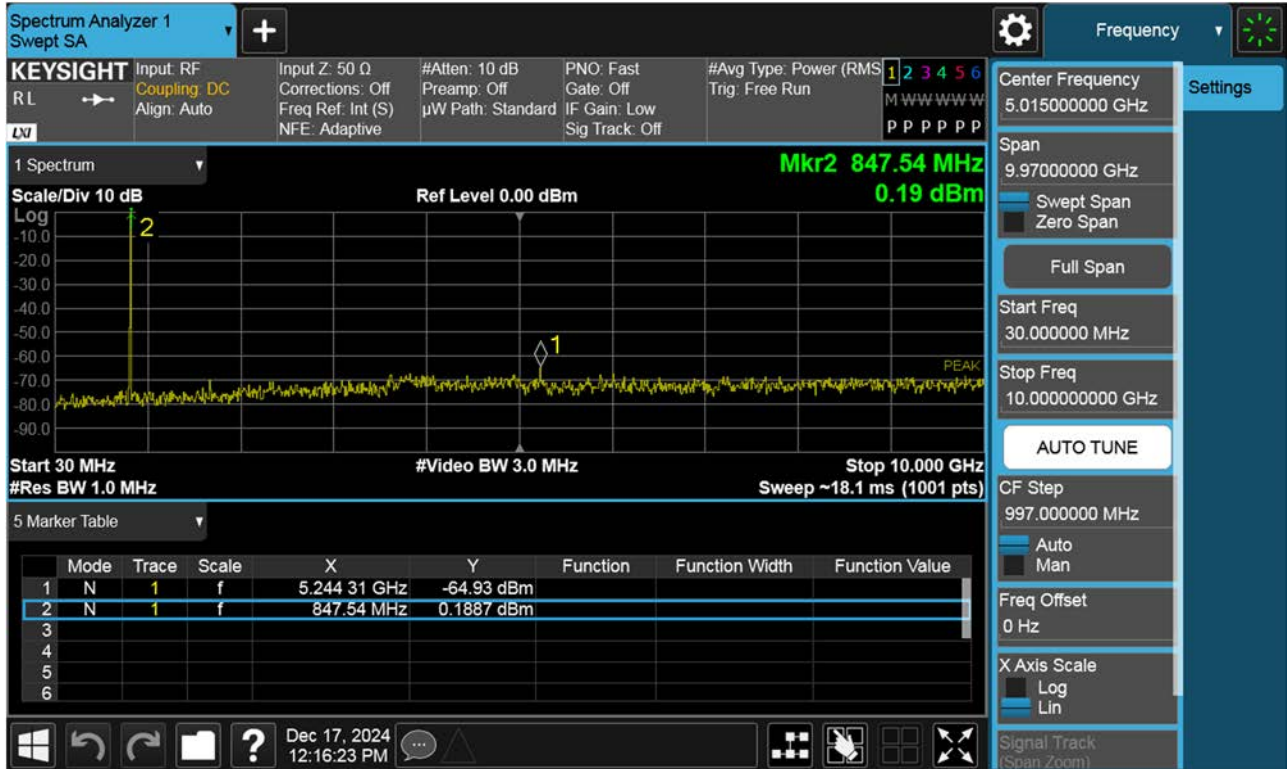 Spectrum Analyzer 1
Swept SA
+
Frequency
KEYSIGHT
RL
LXI
Input: RF
Coupling: DC
Align: Auto
Input Z: 50 Ω
Corrections: Off
Freq Ref: Int (S)
NFE: Adaptive
#Atten: 10 dB
Preamp: Off
µW Path: Standard
PNO: Fast
Gate: Off
IF Gain: Low
Sig Track: Off
#Avg Type: Power (RMS
Trig: Free Run
1 2 3 4 5 6
M W W W W W
P P P P P P
Center Frequency
5.015000000 GHz
Settings
Span
9.97000000 GHz
Swept Span
Zero Span
Full Span
Start Freq
30.000000 MHz
Stop Freq
10.000000000 GHz
AUTO TUNE
CF Step
997.000000 MHz
Auto
Man
Freq Offset
0 Hz
X Axis Scale
Log
Lin
Signal Track
(Span Zoom)
1 Spectrum
Mkr2 847.54 MHz
0.19 dBm
Scale/Div 10 dB
Ref Level 0.00 dBm
Log
-10.0
-20.0
-30.0
-40.0
-50.0
-60.0
-70.0
-80.0
-90.0
2
1
PEAK
Start 30 MHz
#Video BW 3.0 MHz
Stop 10.000 GHz
#Res BW 1.0 MHz
Sweep ~18.1 ms (1001 pts)
5 Marker Table
Mode Trace Scale X Y Function Function Width Function Value
1 N 1 f 5.244 31 GHz -64.93 dBm
2 N 1 f 847.54 MHz 0.1887 dBm
3
4
5
6
?
Dec 17, 2024
12:16:23 PM